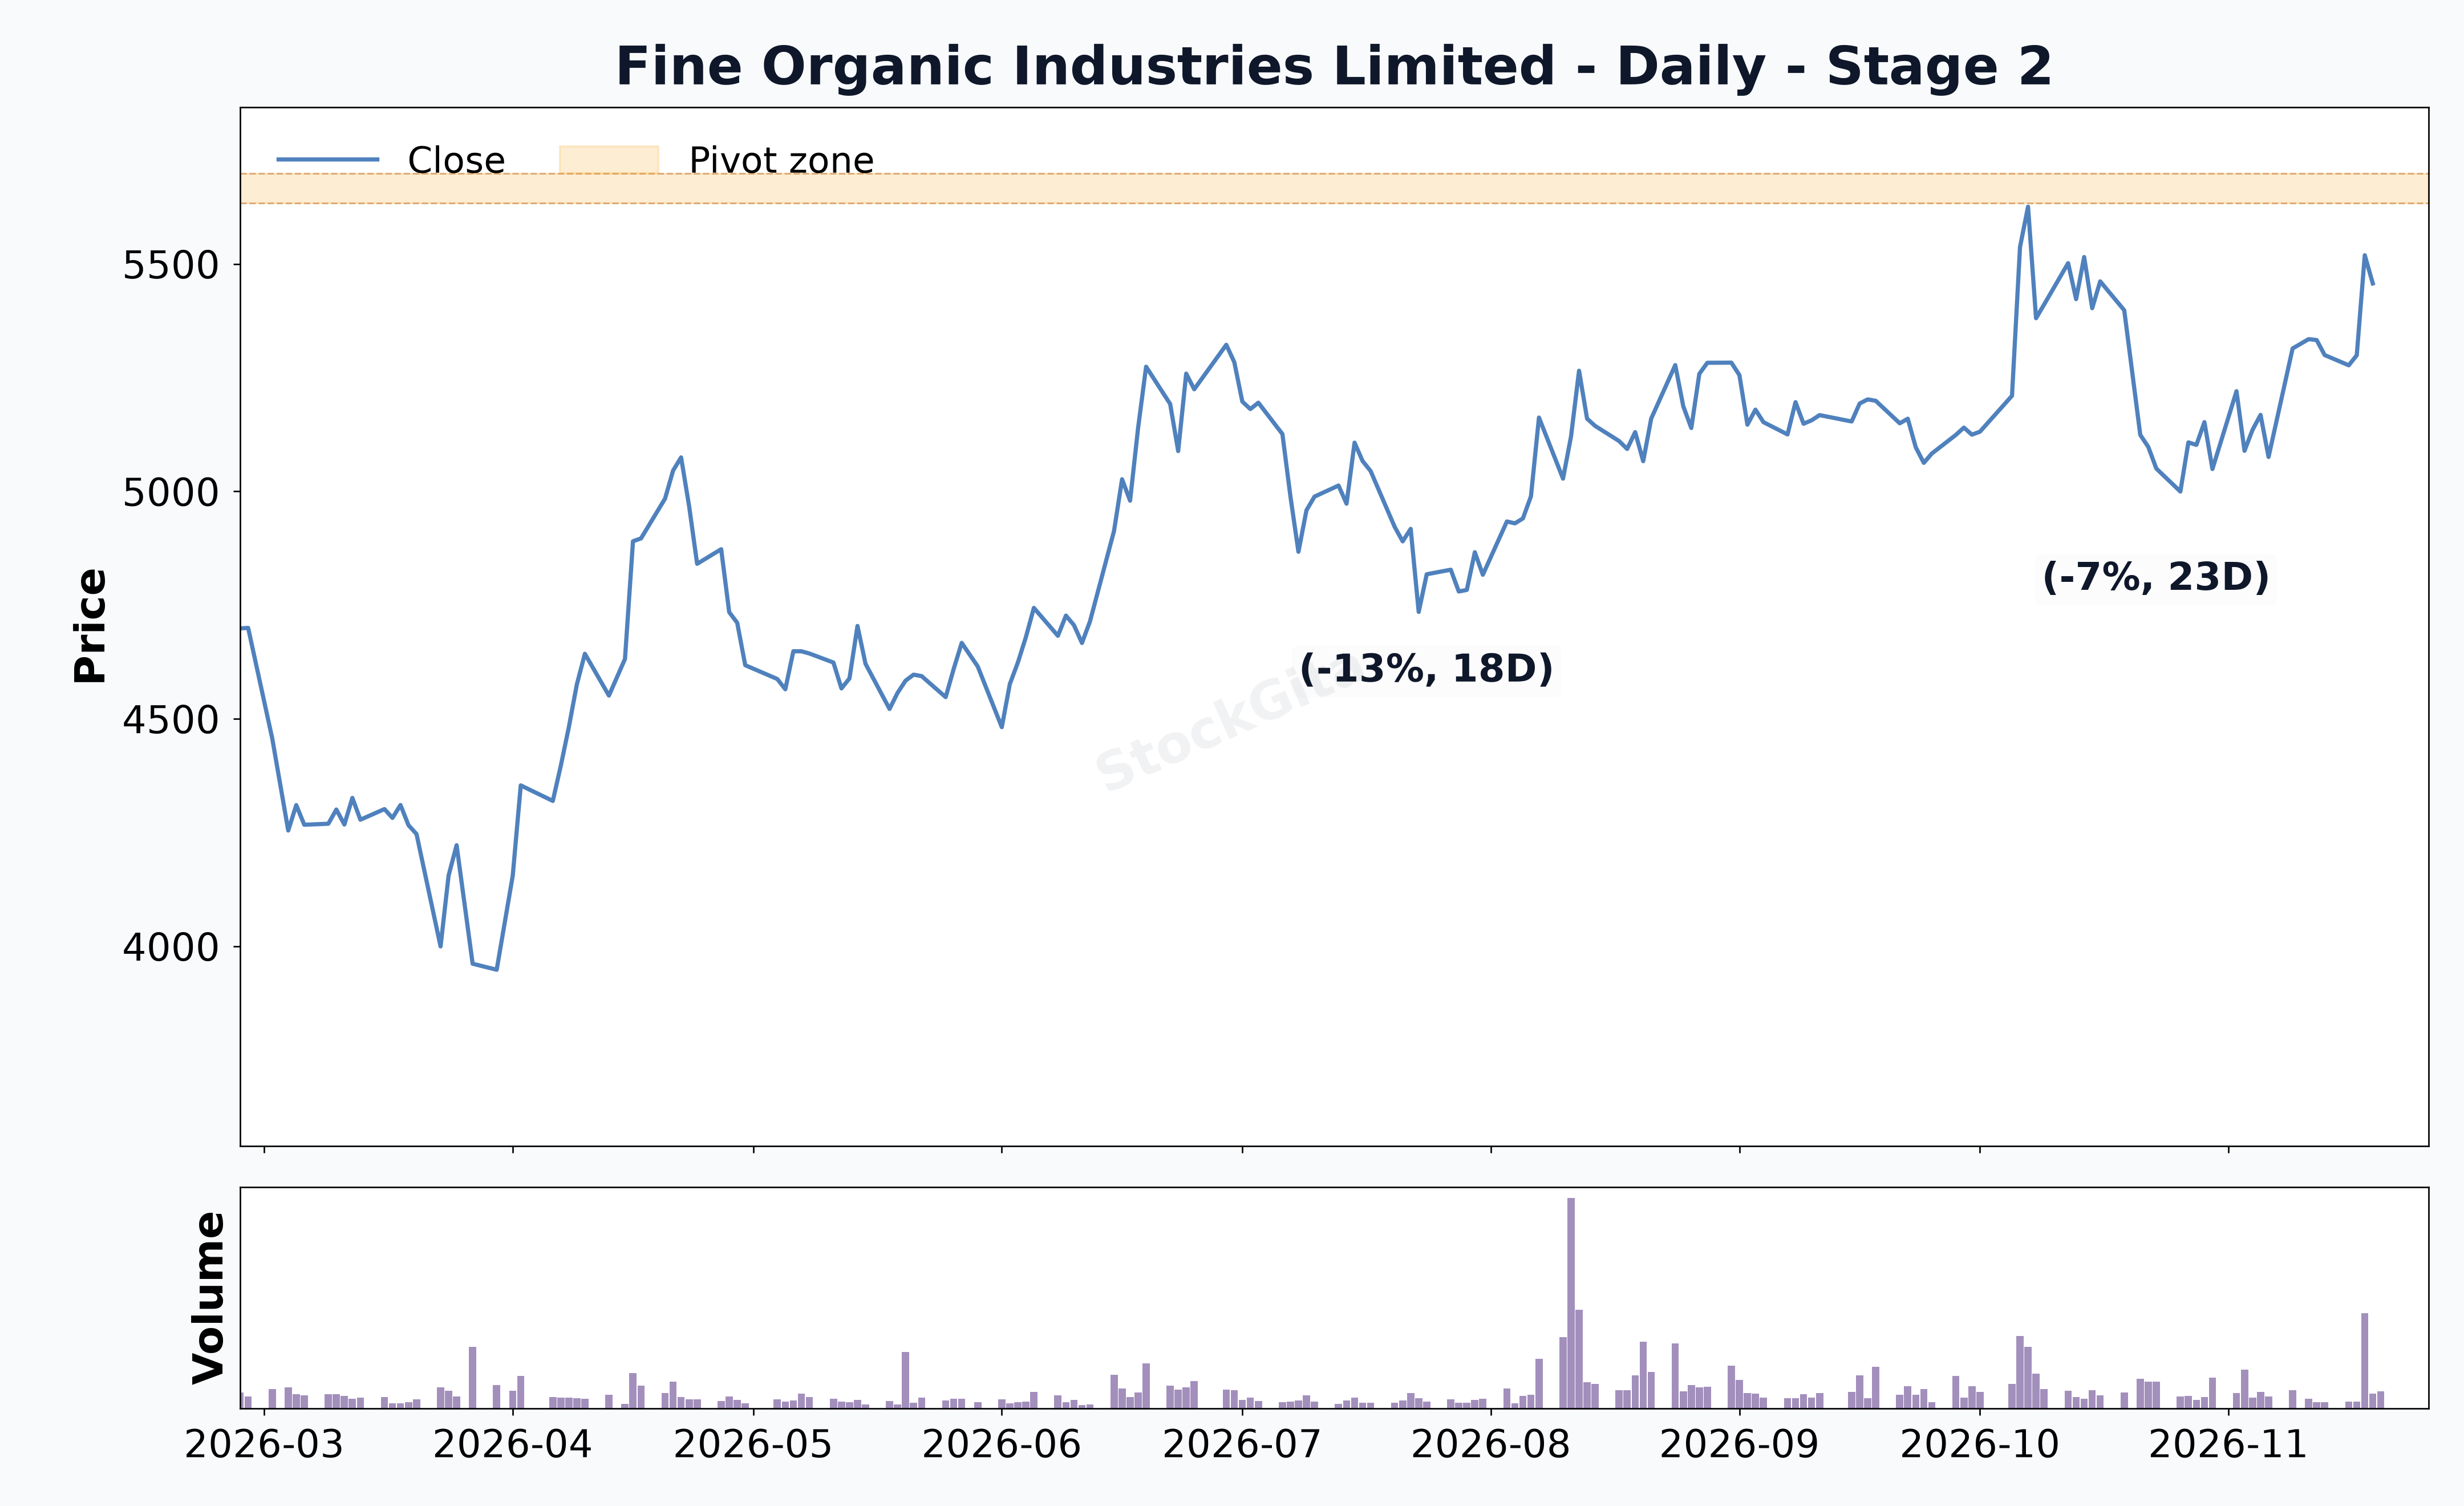 Fine Organic Industries Limited - Daily - Stage 2
Close
Pivot zone
5500
5000
4500
4000
Price
(-7%, 23D)
(-13%, 18D)
Volume
2026-03
2026-04
2026-05
2026-06
2026-07
2026-08
2026-09
2026-10
2026-11